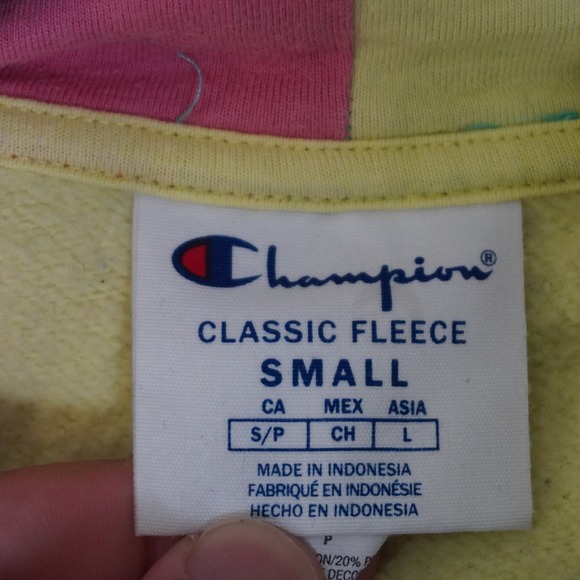 Champion®
CLASSIC FLEECE
SMALL
CA MEX ASIA
S/P CH L
MADE IN INDONESIA
FABRIQUÉ EN INDONÉSIE
HECHO EN INDONESIA
P